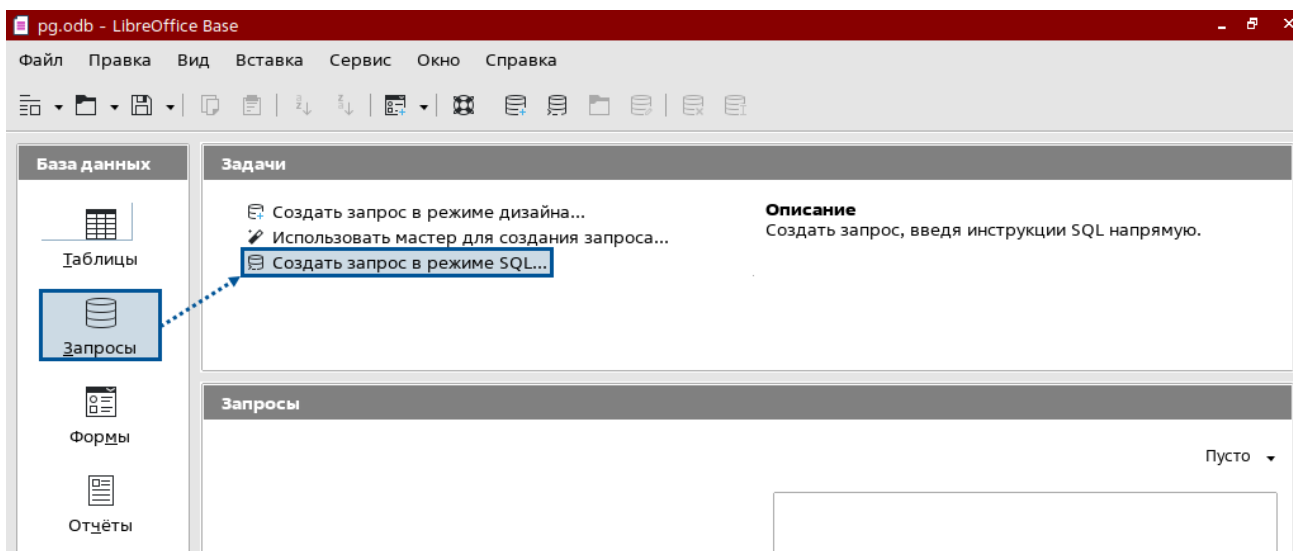 pg.odb - LibreOffice Base
Файл Правка Вид Вставка Сервис Окно Справка
База данных
Задачи
Таблицы
Запросы
Формы
Отчёты
Создать запрос в режиме дизайна...
Использовать мастер для создания запроса...
Создать запрос в режиме SQL...
Описание
Создать запрос, введя инструкции SQL напрямую.
Запросы
Пусто